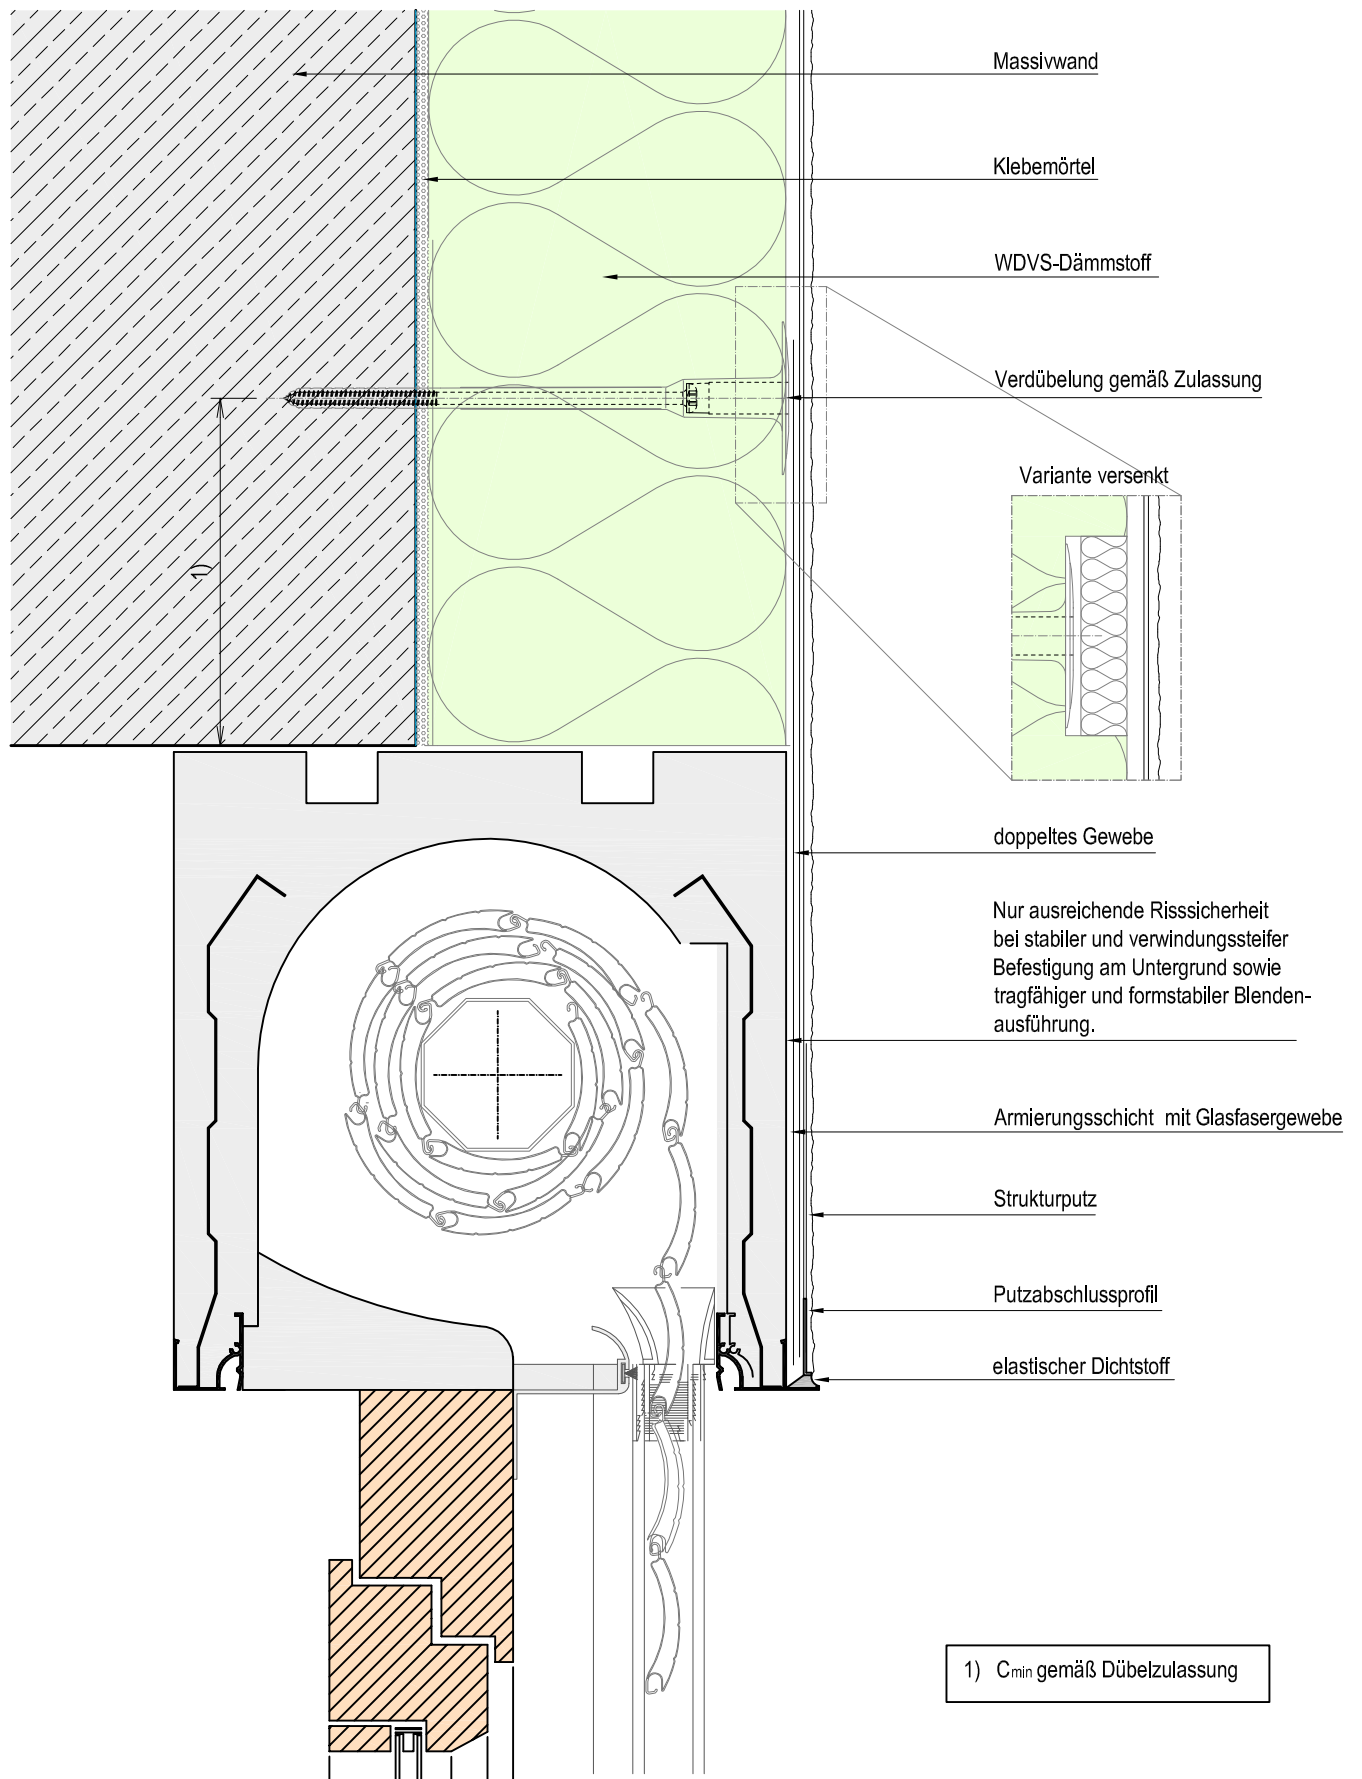 Massivwand
Klebemörtel
WDVS-Dämmstoff
Verdübelung gemäß Zulassung
Variante versenkt
1)
doppeltes Gewebe
Nur ausreichende Risssicherheit
bei stabiler und verwindungssteifer
Befestigung am Untergrund sowie
tragfähiger und formstabiler Blenden-
ausführung.
Armierungsschicht mit Glasfasergewebe
Strukturputz
Putzabschlussprofil
elastischer Dichtstoff
1) Cmin gemäß Dübelzulassung